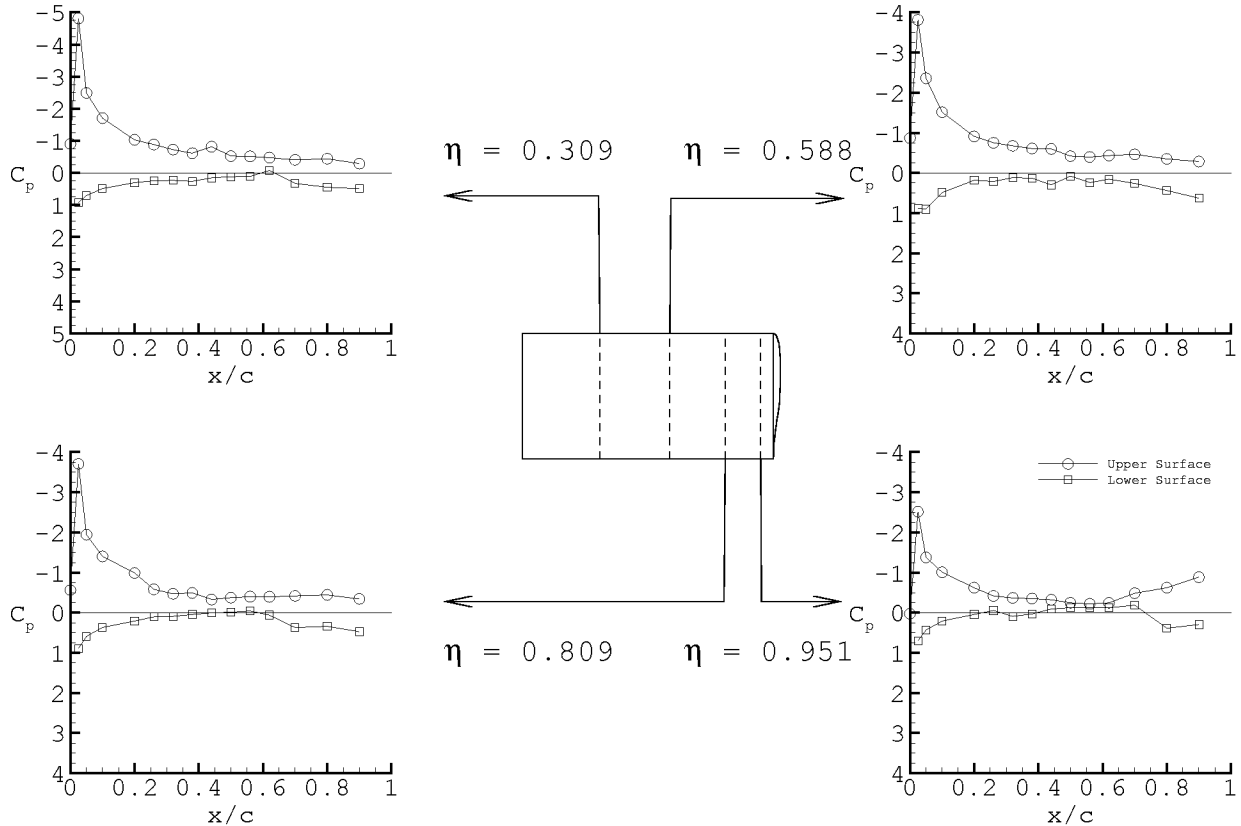 -5
-4
-3
-2
-1
0
1
2
3
4
5
C_p
0 0.2 0.4 0.6 0.8 1
x/c
η = 0.309
η = 0.588
-4
-3
-2
-1
0
1
2
3
4
C_p
0 0.2 0.4 0.6 0.8 1
x/c
-4
-3
-2
-1
0
1
2
3
4
C_p
0 0.2 0.4 0.6 0.8 1
x/c
η = 0.809
η = 0.951
-4
-3
-2
-1
0
1
2
3
4
C_p
0 0.2 0.4 0.6 0.8 1
x/c
Upper Surface
Lower Surface